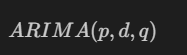 ARIMA(p, d, q)